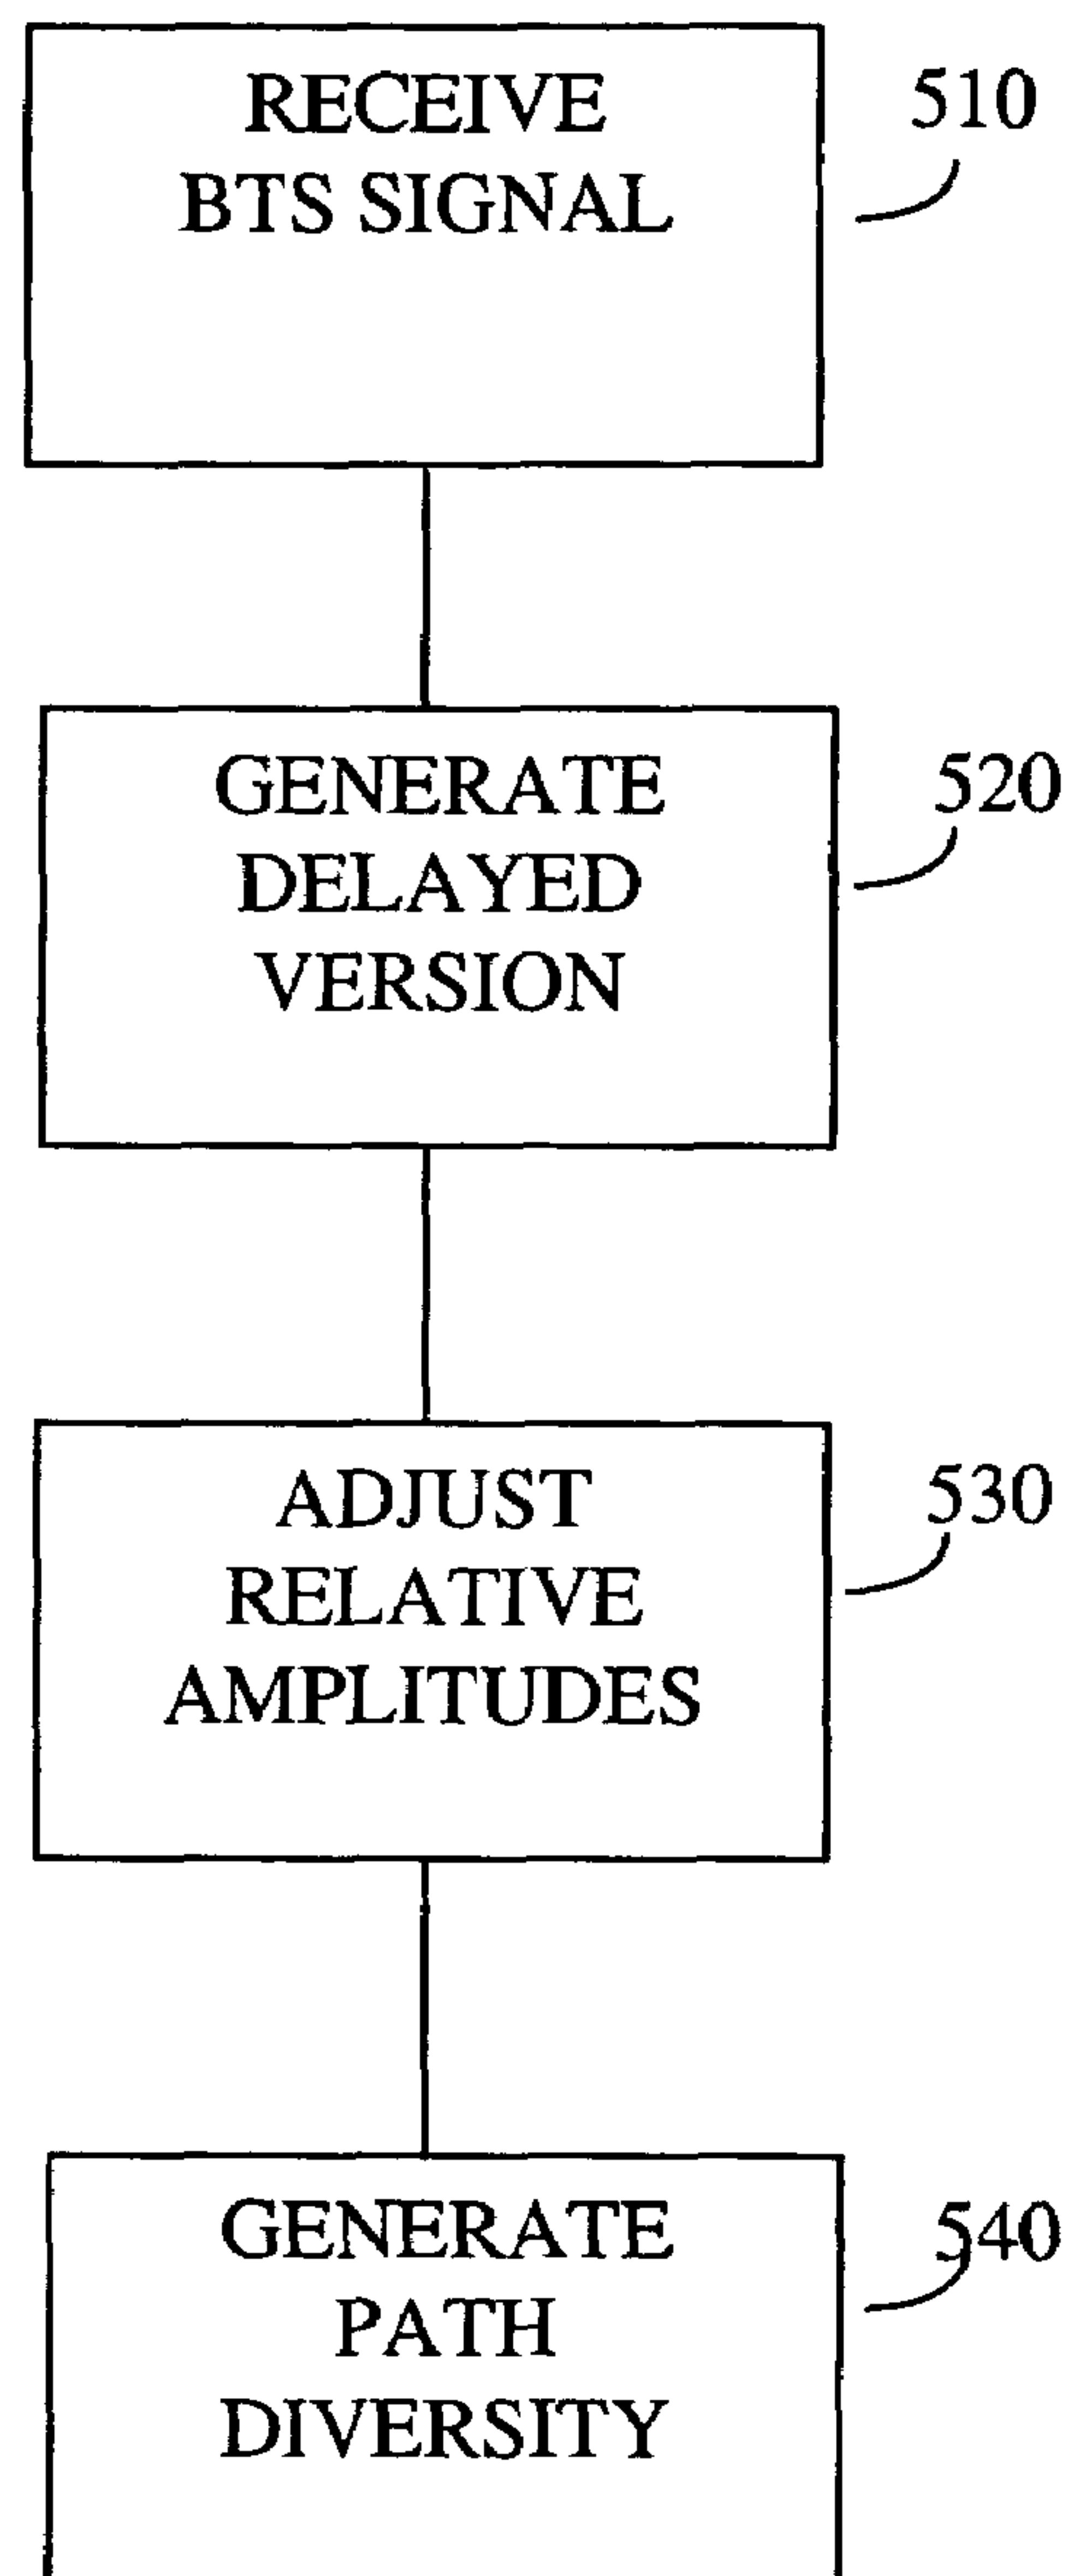 RECEIVE
BTS SIGNAL
510
GENERATE
DELAYED
VERSION
520
ADJUST
RELATIVE
AMPLITUDES
530
GENERATE
PATH
DIVERSITY
540